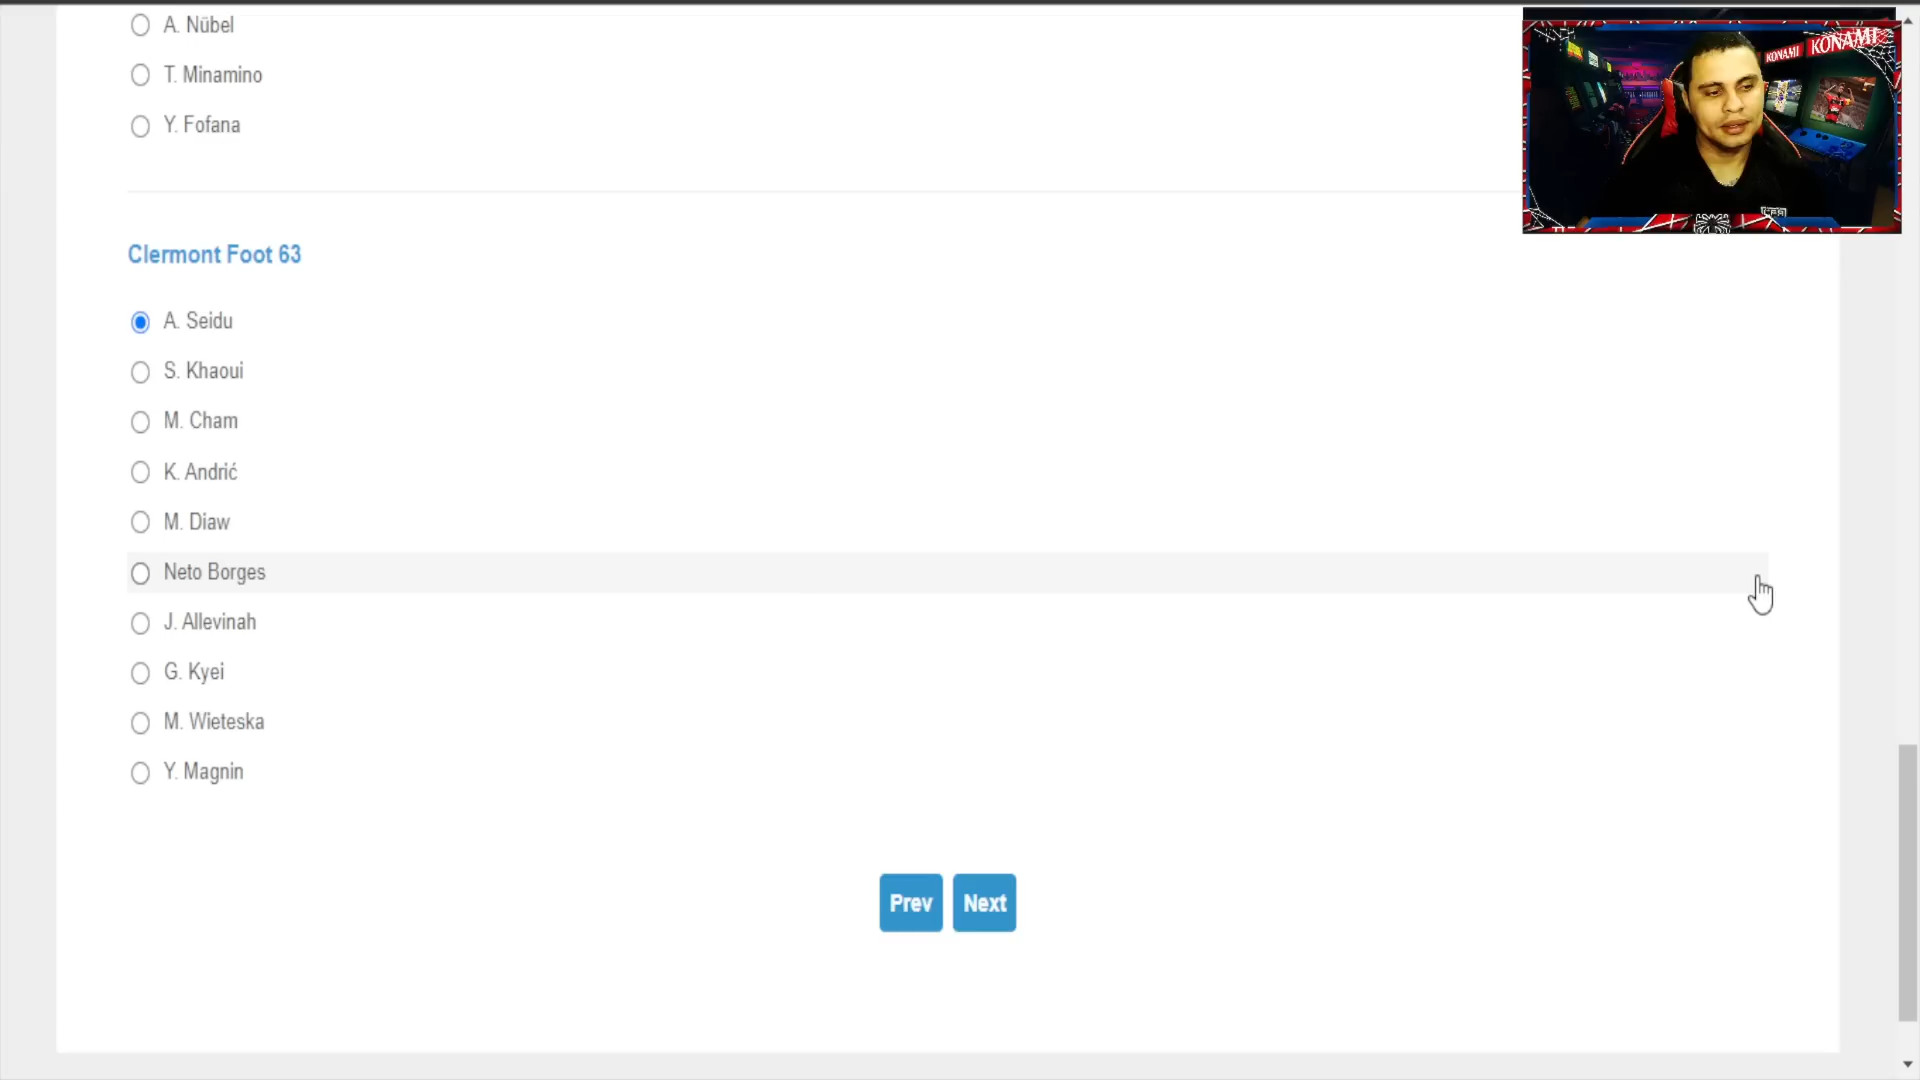 A. Nübel
T. Minamino
Y. Fofana
KONAMI KONAMI
Clermont Foot 63
A. Seidu
S. Khaoui
M. Cham
K. Andrić
M. Diaw
Neto Borges
J. Allevinah
G. Kyei
M. Wieteska
Y. Magnin
Prev Next